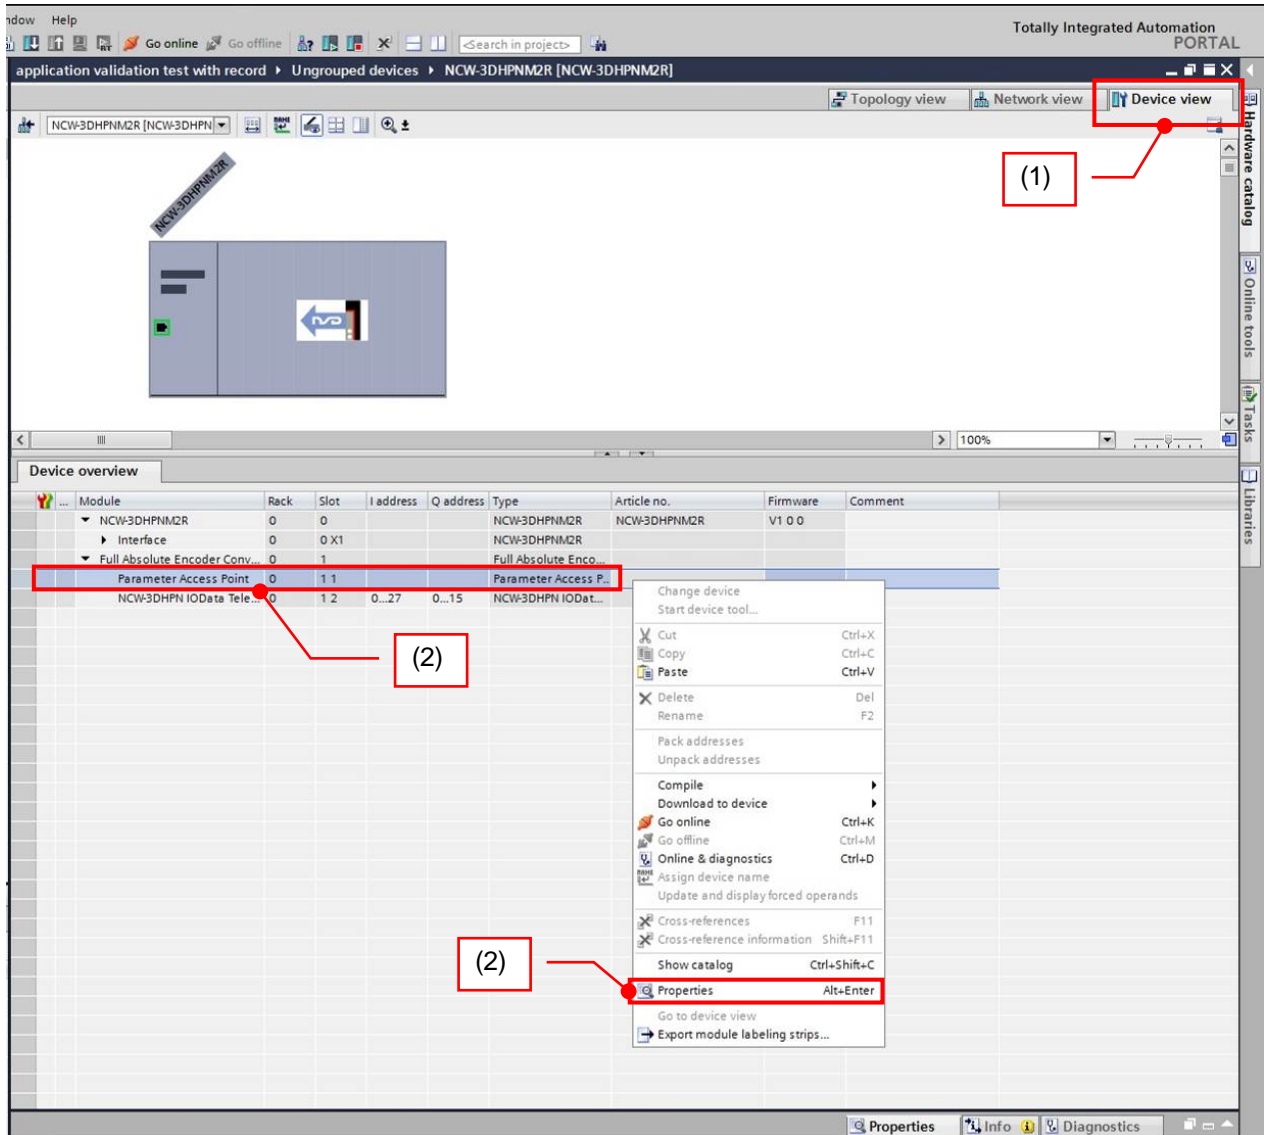 ndow Help
Totally Integrated Automation
PORTAL
RT Go online Go offline <Search in project>
application validation test with record ▸ Ungrouped devices ▸ NCW-3DHPNM2R [NCW-3DHPNM2R]
Topology view Network view Device view
NCW-3DHPNM2R [NCW-3DHPN
(1)
NCW-3DHPNM2R
NSD
Hardware catalog
Online tools
Tasks
Libraries
100%
Device overview
... Module Rack Slot I address Q address Type Article no. Firmware Comment
NCW-3DHPNM2R 0 0 NCW-3DHPNM2R NCW-3DHPNM2R V1 0 0
Interface 0 0 X1 NCW-3DHPNM2R
Full Absolute Encoder Conv... 0 1 Full Absolute Enco...
Parameter Access Point 0 1 1 Parameter Access P...
NCW-3DHPN IOData Tele... 0 1 2 0...27 0...15 NCW-3DHPN IODat...
(2)
Change device
Start device tool...
Cut Ctrl+X
Copy Ctrl+C
Paste Ctrl+V
Delete Del
Rename F2
Pack addresses
Unpack addresses
Compile
Download to device
Go online Ctrl+K
Go offline Ctrl+M
Online & diagnostics Ctrl+D
Assign device name
Update and display forced operands
Cross-references F11
Cross-reference information Shift+F11
Show catalog Ctrl+Shift+C
(2)
Properties Alt+Enter
Go to device view
Export module labeling strips...
Properties Info Diagnostics